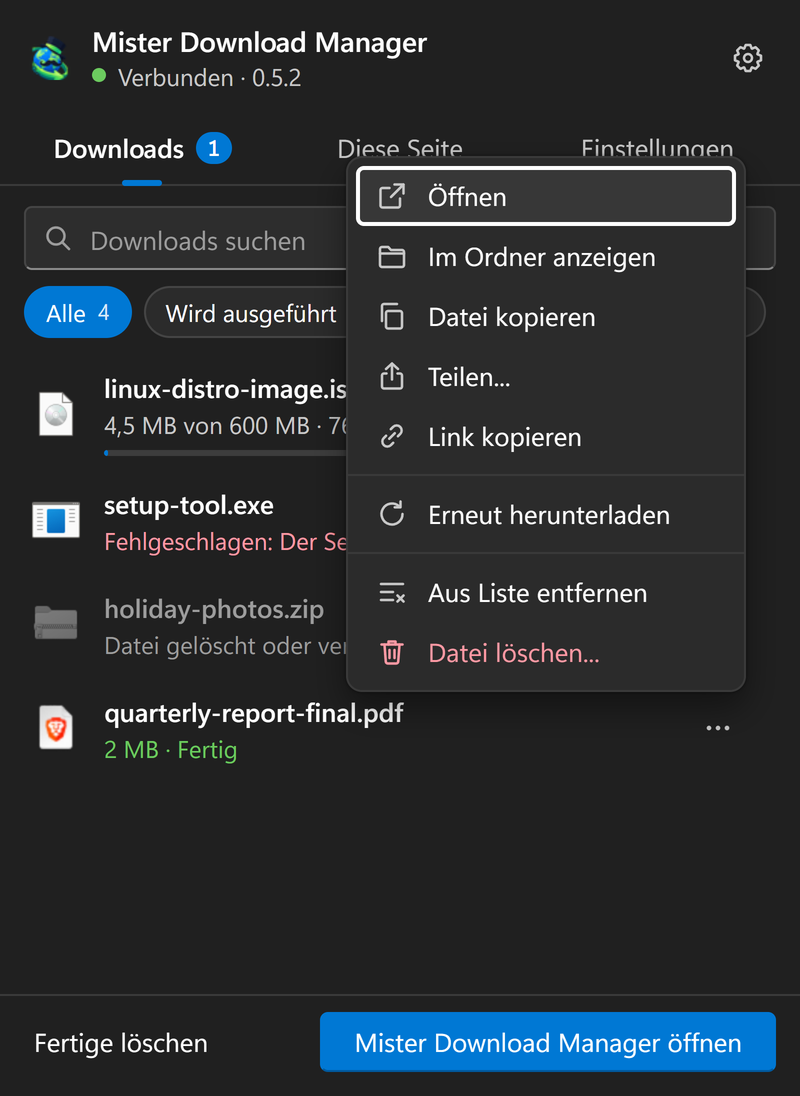 Mister Download Manager
Verbunden · 0.5.2
Downloads 1
Diese Seite
Einstellungen
Downloads suchen
Alle 4
Wird ausgeführt
linux-distro-image.is
4,5 MB von 600 MB · 76
setup-tool.exe
Fehlgeschlagen: Der Se
holiday-photos.zip
Datei gelöscht oder ver
quarterly-report-final.pdf
2 MB · Fertig
Öffnen
Im Ordner anzeigen
Datei kopieren
Teilen...
Link kopieren
Erneut herunterladen
Aus Liste entfernen
Datei löschen...
Fertige löschen
Mister Download Manager öffnen